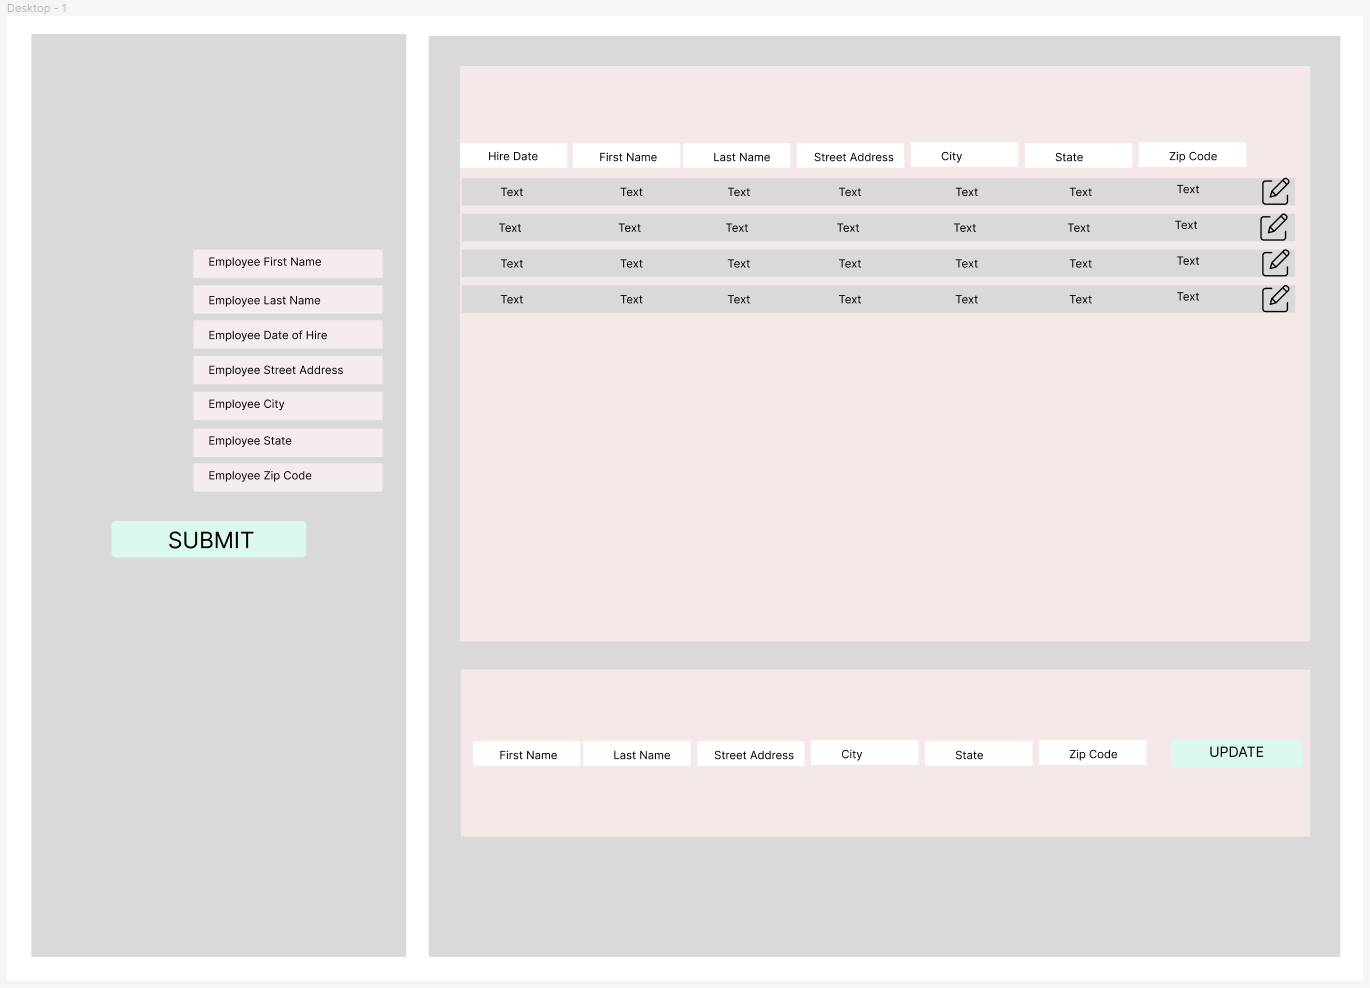 Desktop - 1
Employee First Name
Employee Last Name
Employee Date of Hire
Employee Street Address
Employee City
Employee State
Employee Zip Code
SUBMIT
Hire Date First Name Last Name Street Address City State Zip Code
Text Text Text Text Text Text Text
Text Text Text Text Text Text Text
Text Text Text Text Text Text Text
Text Text Text Text Text Text Text
First Name Last Name Street Address City State Zip Code UPDATE